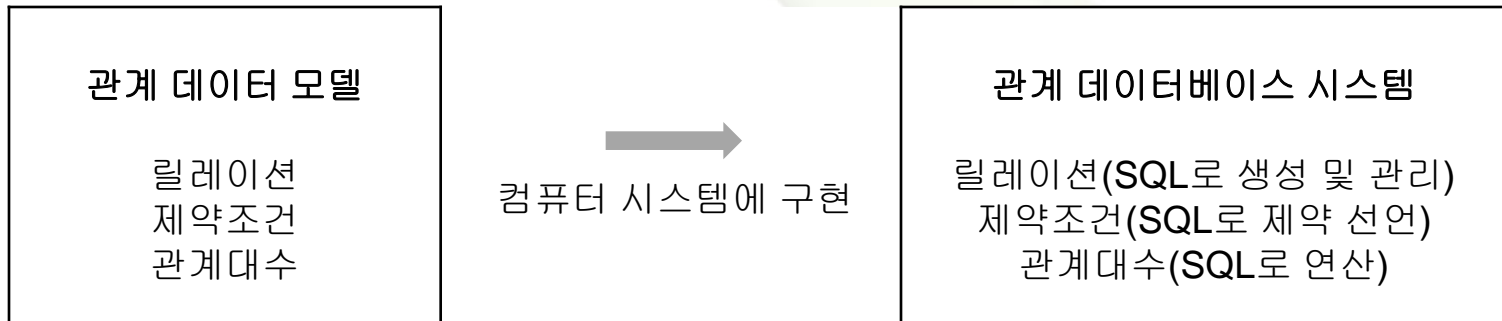 관계 데이터 모델
릴레이션
제약조건
관계대수
컴퓨터 시스템에 구현
관계 데이터베이스 시스템
릴레이션(SQL로 생성 및 관리)
제약조건(SQL로 제약 선언)
관계대수(SQL로 연산)